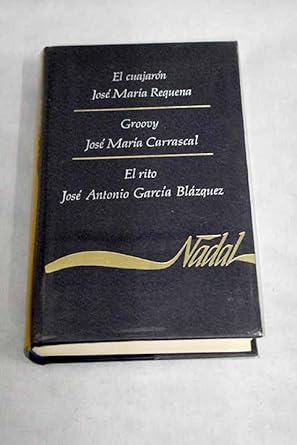 El cuajarón
José María Requena
Groovy
José María Carrascal
El rito
José Antonio García Blázquez
Nadal